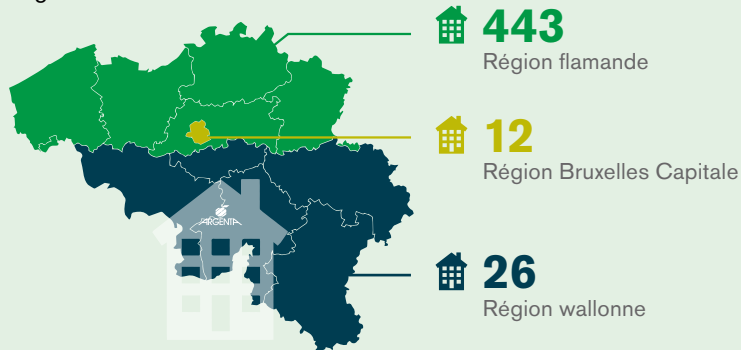 443
Région flamande
12
Région Bruxelles Capitale
ARGENTA
26
Région wallonne